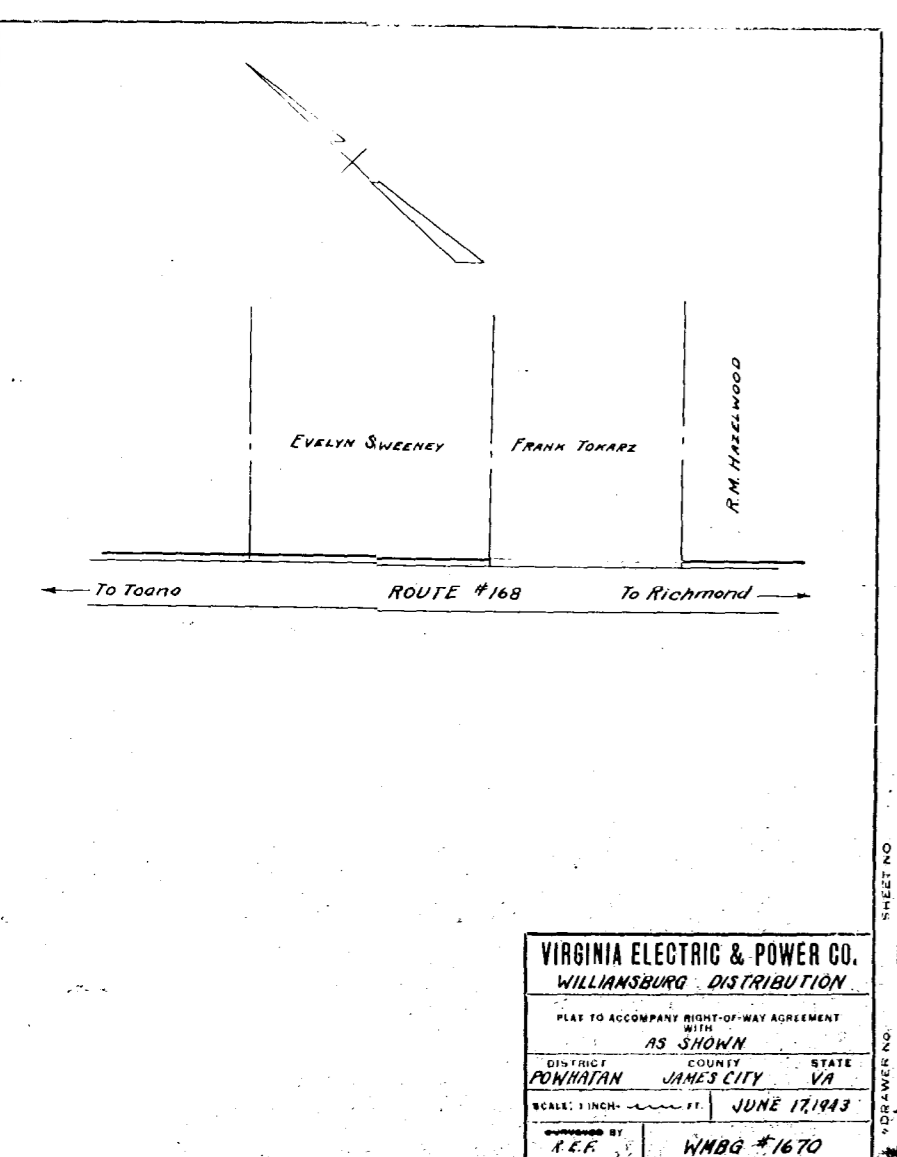 EVELYN SWEENEY
FRANK TOKARZ
R.M. HAZELWOOD
To Toano
ROUTE #168
To Richmond
SHEET NO.
DRAWER NO.
VIRGINIA ELECTRIC & POWER CO.
WILLIAMSBURG DISTRIBUTION
PLAT TO ACCOMPANY RIGHT-OF-WAY AGREEMENT
WITH
AS SHOWN
DISTRICT COUNTY STATE
POWHATAN JAMES CITY VA
SCALE: 1 INCH= FT. JUNE 17, 1943
BY
R.E.F. WMBG #1670